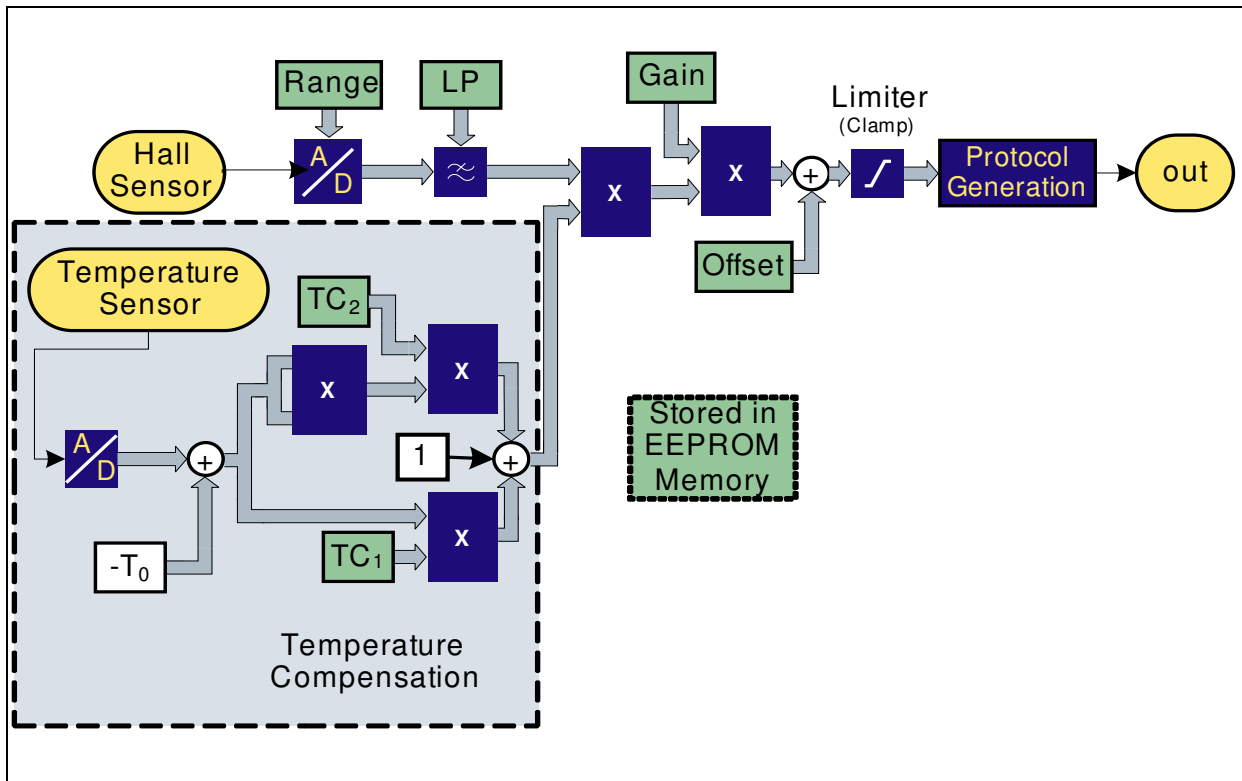 Range
LP
Gain
Limiter
(Clamp)
Hall
Sensor
A
D
X
X
+
Protocol
Generation
out
Offset
Temperature
Sensor
TC₂
X
X
A
D
+
1
+
Stored in
EEPROM
Memory
X
TC₁
-T₀
Temperature
Compensation